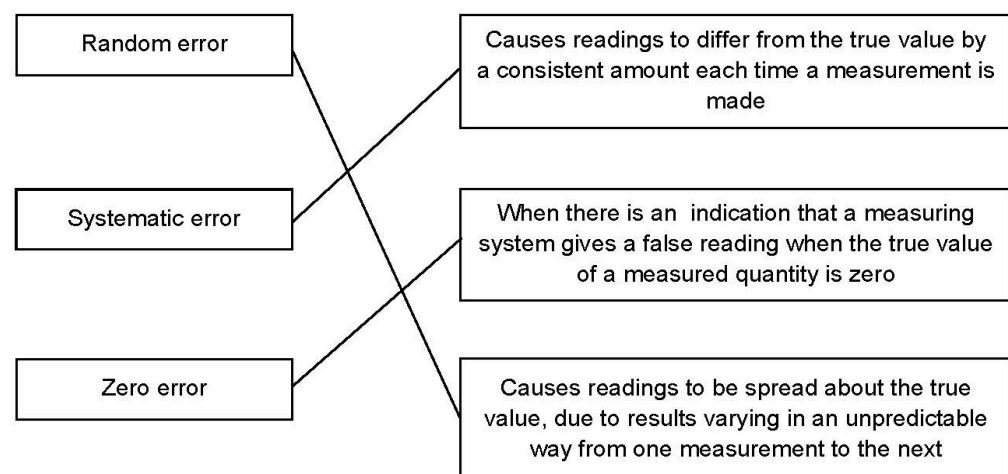 Random error
Causes readings to differ from the true value by
a consistent amount each time a measurement is
made
Systematic error
When there is an indication that a measuring
system gives a false reading when the true value
of a measured quantity is zero
Zero error
Causes readings to be spread about the true
value, due to results varying in an unpredictable
way from one measurement to the next